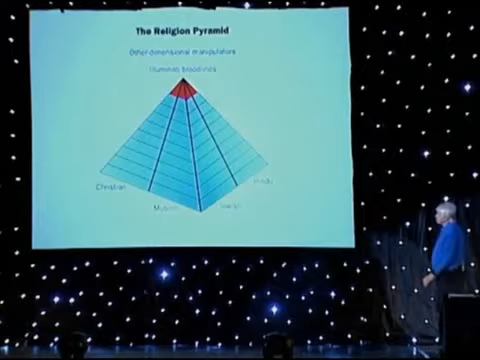 The Religion Pyramid
Other-dimensional manipulators
Illuminati bloodlines
Christian
Hindu
Muslim
Jewish